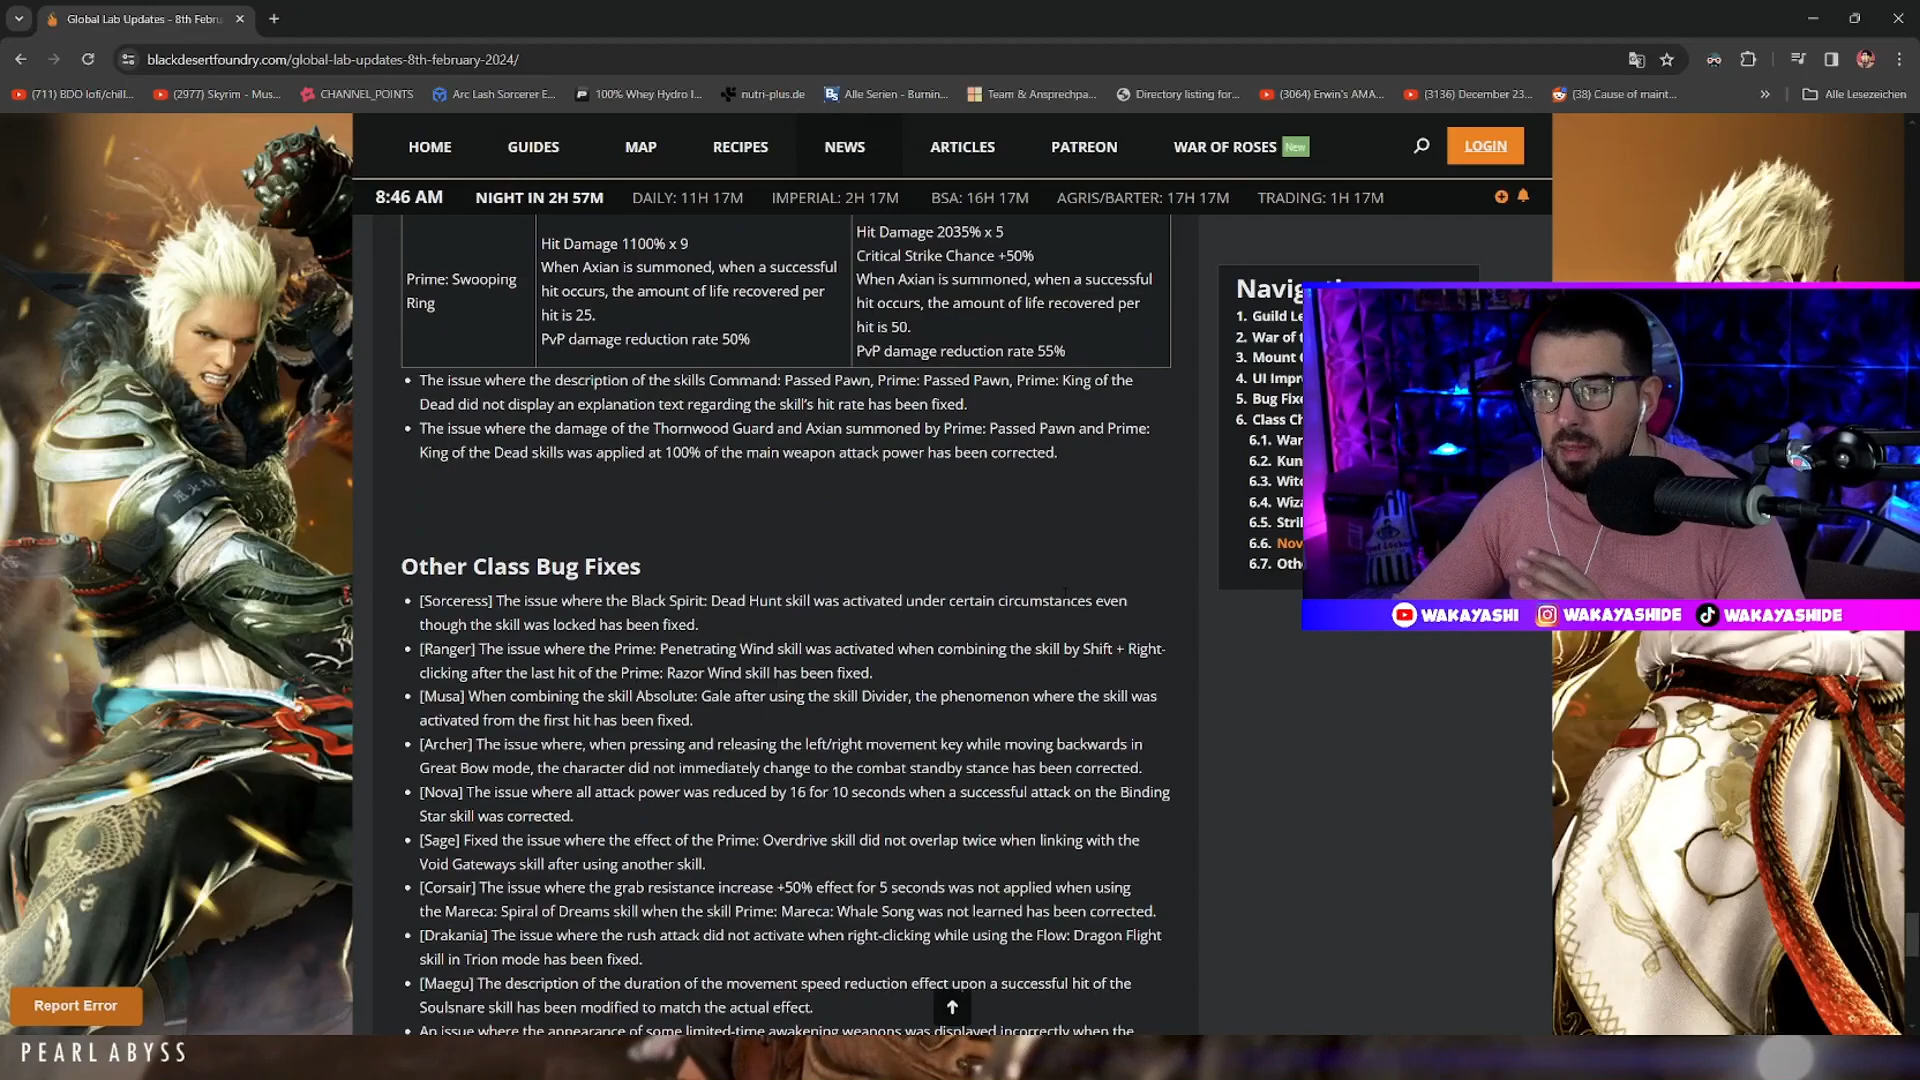 Global Lab Updates - 8th Febru
blackdesertfoundry.com/global-lab-updates-8th-february-2024/
(711) BDO lofi/chill...
(2977) Skyrim - Mus...
CHANNEL_POINTS
Arc Lash Sorcerer E...
100% Whey Hydro I...
nutri-plus.de
Alle Serien - Burnin...
Team & Ansprechpa...
Directory listing for...
(3064) Erwin's AMA...
(3136) December 23...
(38) Cause of maint...
Alle Lesezeichen
HOME GUIDES MAP RECIPES NEWS ARTICLES PATREON WAR OF ROSES New LOGIN
8:46 AM NIGHT IN 2H 57M DAILY: 11H 17M IMPERIAL: 2H 17M BSA: 16H 17M AGRIS/BARTER: 17H 17M TRADING: 1H 17M
Prime: Swooping
Ring
Hit Damage 1100% x 9
When Axian is summoned, when a successful
hit occurs, the amount of life recovered per
hit is 25.
PvP damage reduction rate 50%
Hit Damage 2035% x 5
Critical Strike Chance +50%
When Axian is summoned, when a successful
hit occurs, the amount of life recovered per
hit is 50.
PvP damage reduction rate 55%
The issue where the description of the skills Command: Passed Pawn, Prime: Passed Pawn, Prime: King of the
Dead did not display an explanation text regarding the skill's hit rate has been fixed.
The issue where the damage of the Thornwood Guard and Axian summoned by Prime: Passed Pawn and Prime:
King of the Dead skills was applied at 100% of the main weapon attack power has been corrected.
Other Class Bug Fixes
[Sorceress] The issue where the Black Spirit: Dead Hunt skill was activated under certain circumstances even
though the skill was locked has been fixed.
[Ranger] The issue where the Prime: Penetrating Wind skill was activated when combining the skill by Shift + Right-
clicking after the last hit of the Prime: Razor Wind skill has been fixed.
[Musa] When combining the skill Absolute: Gale after using the skill Divider, the phenomenon where the skill was
activated from the first hit has been fixed.
[Archer] The issue where, when pressing and releasing the left/right movement key while moving backwards in
Great Bow mode, the character did not immediately change to the combat standby stance has been corrected.
[Nova] The issue where all attack power was reduced by 16 for 10 seconds when a successful attack on the Binding
Star skill was corrected.
[Sage] Fixed the issue where the effect of the Prime: Overdrive skill did not overlap twice when linking with the
Void Gateways skill after using another skill.
[Corsair] The issue where the grab resistance increase +50% effect for 5 seconds was not applied when using
the Mareca: Spiral of Dreams skill when the skill Prime: Mareca: Whale Song was not learned has been corrected.
[Drakania] The issue where the rush attack did not activate when right-clicking while using the Flow: Dragon Flight
skill in Trion mode has been fixed.
[Maegu] The description of the duration of the movement speed reduction effect upon a successful hit of the
Soulsnare skill has been modified to match the actual effect.
An issue where the appearance of some limited-time awakening weapons was displayed incorrectly when the
Navig
1. Guild Le
2. War of t
3. Mount
4. UI Impr
5. Bug Fixe
6. Class Ch
6.1. War
6.2. Kun
6.3. Witc
6.4. Wiza
6.5. Stril
6.6. Nov
6.7. Oth
WAKAYASHI WAKAYASHIDE WAKAYASHIDE
Report Error
PEARL ABYSS